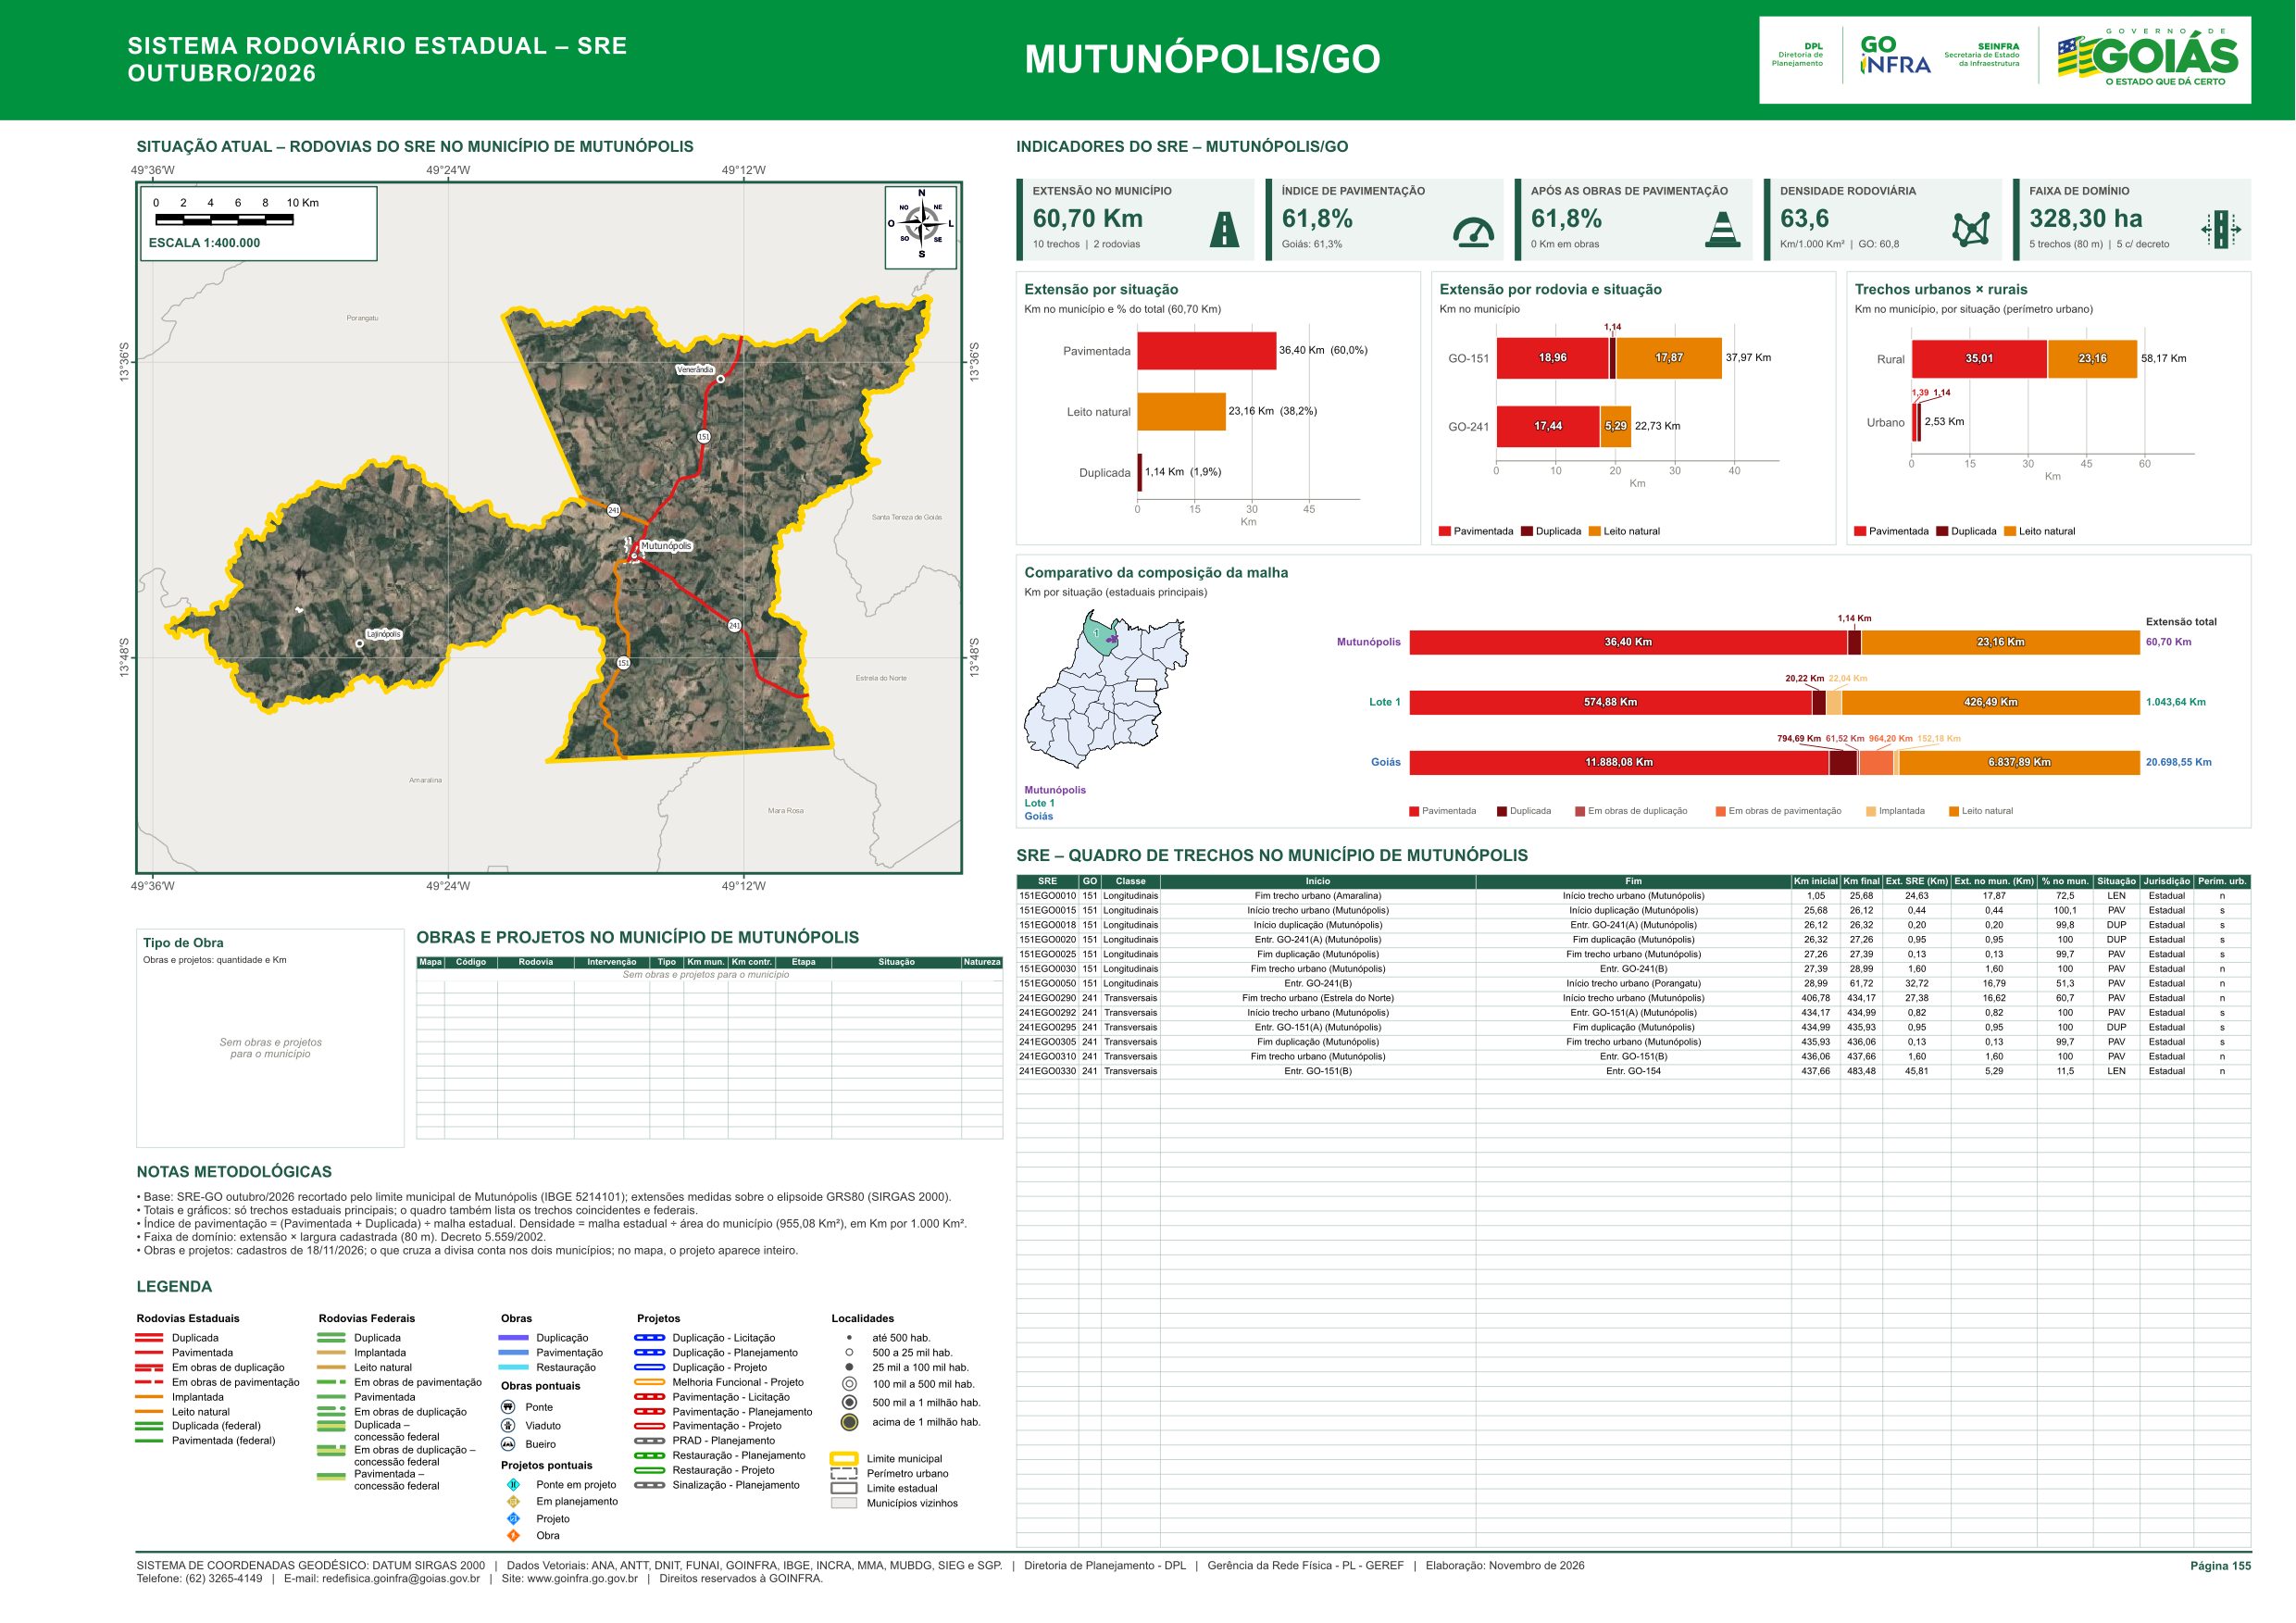 SISTEMA RODOVIÁRIO ESTADUAL – SRE
OUTUBRO/2026
MUTUNÓPOLIS/GO
DPL
Diretoria de
Planejamento
GO
iNFRA
SEINFRA
Secretaria de Estado
da Infraestrutura
GOVERNO DE
GOIÁS
O ESTADO QUE DÁ CERTO
SITUAÇÃO ATUAL – RODOVIAS DO SRE NO MUNICÍPIO DE MUTUNÓPOLIS
49°36'W 49°24'W 49°12'W
0 2 4 6 8 10 Km
ESCALA 1:400.000
N
NO NE
O L
SO SE
S
13°36'S 13°36'S
Porangatu
Venerândia
151
Santa Tereza de Goiás
241
Mutunópolis
241
Lajinópolis
13°48'S 13°48'S
151
Estrela do Norte
Amaralina
Mara Rosa
49°36'W 49°24'W 49°12'W
Tipo de Obra
Obras e projetos: quantidade e Km
Sem obras e projetos
para o município
OBRAS E PROJETOS NO MUNICÍPIO DE MUTUNÓPOLIS
Mapa Código Rodovia Intervenção Tipo Km mun. Km contr. Etapa Situação Natureza
Sem obras e projetos para o município
NOTAS METODOLÓGICAS
• Base: SRE-GO outubro/2026 recortado pelo limite municipal de Mutunópolis (IBGE 5214101); extensões medidas sobre o elipsoide GRS80 (SIRGAS 2000).
• Totais e gráficos: só trechos estaduais principais; o quadro também lista os trechos coincidentes e federais.
• Índice de pavimentação = (Pavimentada + Duplicada) ÷ malha estadual. Densidade = malha estadual ÷ área do município (955,08 Km²), em Km por 1.000 Km².
• Faixa de domínio: extensão × largura cadastrada (80 m). Decreto 5.559/2002.
• Obras e projetos: cadastros de 18/11/2026; o que cruza a divisa conta nos dois municípios; no mapa, o projeto aparece inteiro.
LEGENDA
Rodovias Estaduais
Duplicada
Pavimentada
Em obras de duplicação
Em obras de pavimentação
Implantada
Leito natural
Duplicada (federal)
Pavimentada (federal)
Rodovias Federais
Duplicada
Implantada
Leito natural
Em obras de pavimentação
Pavimentada
Em obras de duplicação
Duplicada –
concessão federal
Em obras de duplicação –
concessão federal
Pavimentada –
concessão federal
Obras
Duplicação
Pavimentação
Restauração
Obras pontuais
Ponte
Viaduto
Bueiro
Projetos pontuais
Ponte em projeto
Em planejamento
Projeto
Obra
Projetos
Duplicação - Licitação
Duplicação - Planejamento
Duplicação - Projeto
Melhoria Funcional - Projeto
Pavimentação - Licitação
Pavimentação - Planejamento
Pavimentação - Projeto
PRAD - Planejamento
Restauração - Planejamento
Restauração - Projeto
Sinalização - Planejamento
Localidades
até 500 hab.
500 a 25 mil hab.
25 mil a 100 mil hab.
100 mil a 500 mil hab.
500 mil a 1 milhão hab.
acima de 1 milhão hab.
Limite municipal
Perímetro urbano
Limite estadual
Municípios vizinhos
INDICADORES DO SRE – MUTUNÓPOLIS/GO
EXTENSÃO NO MUNICÍPIO
60,70 Km
10 trechos | 2 rodovias
ÍNDICE DE PAVIMENTAÇÃO
61,8%
Goiás: 61,3%
APÓS AS OBRAS DE PAVIMENTAÇÃO
61,8%
0 Km em obras
DENSIDADE RODOVIÁRIA
63,6
Km/1.000 Km² | GO: 60,8
FAIXA DE DOMÍNIO
328,30 ha
5 trechos (80 m) | 5 c/ decreto
Extensão por situação
Km no município e % do total (60,70 Km)
Pavimentada 36,40 Km (60,0%)
Leito natural 23,16 Km (38,2%)
Duplicada 1,14 Km (1,9%)
0 15 30 45
Km
Extensão por rodovia e situação
Km no município
1,14
GO-151 18,96 17,87 37,97 Km
GO-241 17,44 5,29 22,73 Km
0 10 20 30 40
Km
Pavimentada Duplicada Leito natural
Trechos urbanos × rurais
Km no município, por situação (perímetro urbano)
Rural 35,01 23,16 58,17 Km
1,39 1,14
Urbano 2,53 Km
0 15 30 45 60
Km
Pavimentada Duplicada Leito natural
Comparativo da composição da malha
Km por situação (estaduais principais)
1
Mutunópolis
Lote 1
Goiás
1,14 Km Extensão total
Mutunópolis 36,40 Km 23,16 Km 60,70 Km
20,22 Km 22,04 Km
Lote 1 574,88 Km 426,49 Km 1.043,64 Km
794,69 Km 61,52 Km 964,20 Km 152,18 Km
Goiás 11.888,08 Km 6.837,89 Km 20.698,55 Km
Pavimentada Duplicada Em obras de duplicação Em obras de pavimentação Implantada Leito natural
SRE – QUADRO DE TRECHOS NO MUNICÍPIO DE MUTUNÓPOLIS
SRE GO Classe Início Fim Km inicial Km final Ext. SRE (Km) Ext. no mun. (Km) % no mun. Situação Jurisdição Perím. urb.
151EGO0010 151 Longitudinais Fim trecho urbano (Amaralina) Início trecho urbano (Mutunópolis) 1,05 25,68 24,63 17,87 72,5 LEN Estadual n
151EGO0015 151 Longitudinais Início trecho urbano (Mutunópolis) Início duplicação (Mutunópolis) 25,68 26,12 0,44 0,44 100,1 PAV Estadual s
151EGO0018 151 Longitudinais Início duplicação (Mutunópolis) Entr. GO-241(A) (Mutunópolis) 26,12 26,32 0,20 0,20 99,8 DUP Estadual s
151EGO0020 151 Longitudinais Entr. GO-241(A) (Mutunópolis) Fim duplicação (Mutunópolis) 26,32 27,26 0,95 0,95 100 DUP Estadual s
151EGO0025 151 Longitudinais Fim duplicação (Mutunópolis) Fim trecho urbano (Mutunópolis) 27,26 27,39 0,13 0,13 99,7 PAV Estadual s
151EGO0030 151 Longitudinais Fim trecho urbano (Mutunópolis) Entr. GO-241(B) 27,39 28,99 1,60 1,60 100 PAV Estadual n
151EGO0050 151 Longitudinais Entr. GO-241(B) Início trecho urbano (Porangatu) 28,99 61,72 32,72 16,79 51,3 PAV Estadual n
241EGO0290 241 Transversais Fim trecho urbano (Estrela do Norte) Início trecho urbano (Mutunópolis) 406,78 434,17 27,38 16,62 60,7 PAV Estadual n
241EGO0292 241 Transversais Início trecho urbano (Mutunópolis) Entr. GO-151(A) (Mutunópolis) 434,17 434,99 0,82 0,82 100 PAV Estadual s
241EGO0295 241 Transversais Entr. GO-151(A) (Mutunópolis) Fim duplicação (Mutunópolis) 434,99 435,93 0,95 0,95 100 DUP Estadual s
241EGO0305 241 Transversais Fim duplicação (Mutunópolis) Fim trecho urbano (Mutunópolis) 435,93 436,06 0,13 0,13 99,7 PAV Estadual s
241EGO0310 241 Transversais Fim trecho urbano (Mutunópolis) Entr. GO-151(B) 436,06 437,66 1,60 1,60 100 PAV Estadual n
241EGO0330 241 Transversais Entr. GO-151(B) Entr. GO-154 437,66 483,48 45,81 5,29 11,5 LEN Estadual n
SISTEMA DE COORDENADAS GEODÉSICO: DATUM SIRGAS 2000 | Dados Vetoriais: ANA, ANTT, DNIT, FUNAI, GOINFRA, IBGE, INCRA, MMA, MUBDG, SIEG e SGP. | Diretoria de Planejamento - DPL | Gerência da Rede Física - PL - GEREF | Elaboração: Novembro de 2026 Página 155
Telefone: (62) 3265-4149 | E-mail: redefisica.goinfra@goias.gov.br | Site: www.goinfra.go.gov.br | Direitos reservados à GOINFRA.